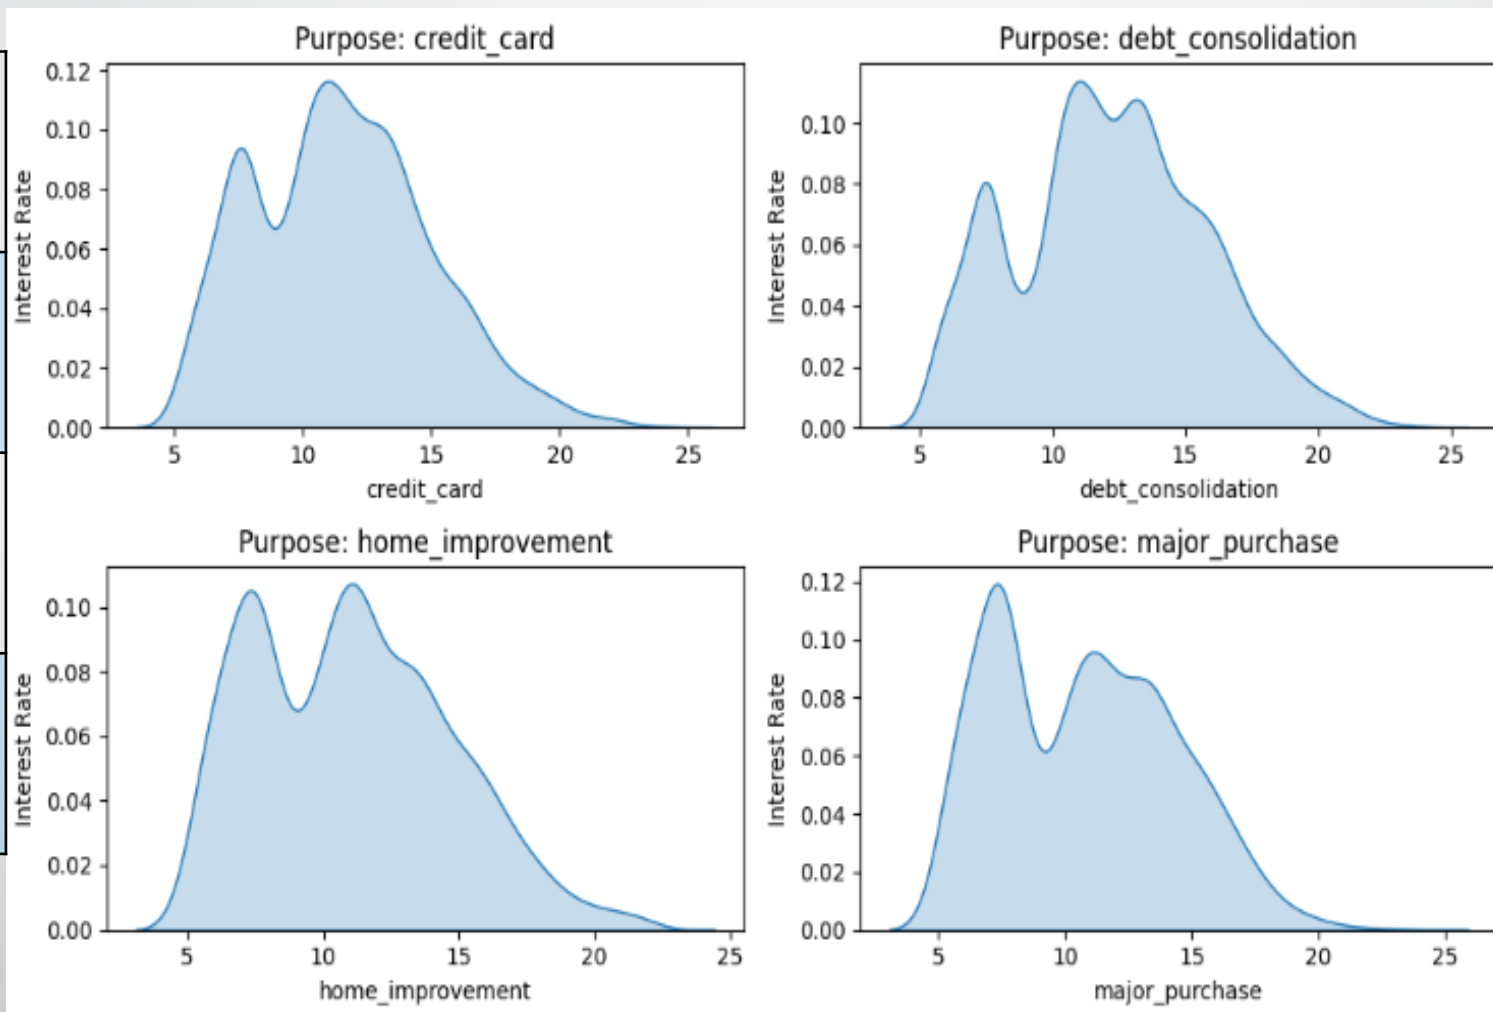 Purpose: credit_card
Interest Rate
0.12
0.10
0.08
0.06
0.04
0.02
0.00
5 10 15 20 25
credit_card
Purpose: debt_consolidation
Interest Rate
0.10
0.08
0.06
0.04
0.02
0.00
5 10 15 20 25
debt_consolidation
Purpose: home_improvement
Interest Rate
0.10
0.08
0.06
0.04
0.02
0.00
5 10 15 20 25
home_improvement
Purpose: major_purchase
Interest Rate
0.12
0.10
0.08
0.06
0.04
0.02
0.00
5 10 15 20 25
major_purchase